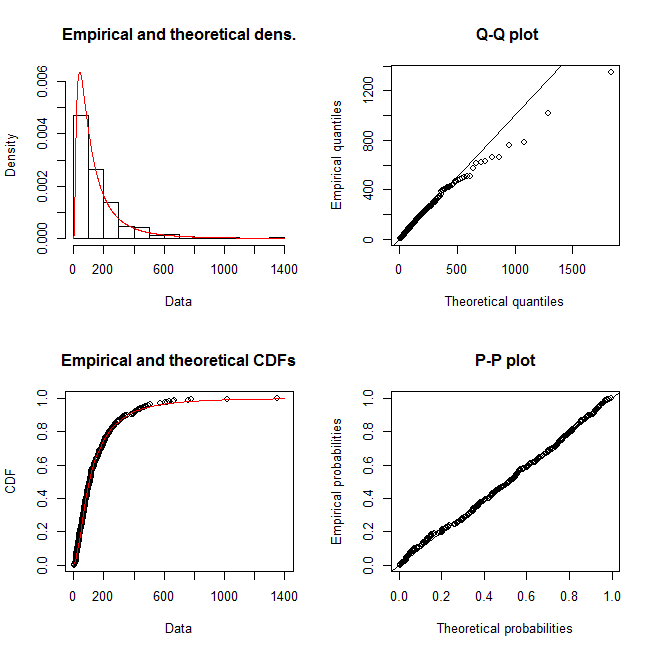 Empirical and theoretical dens.
Density
0.000 0.002 0.004 0.006
0 200 600 1000 1400
Data
Q-Q plot
Empirical quantiles
0 400 800 1200
0 500 1000 1500
Theoretical quantiles
Empirical and theoretical CDFs
CDF
0.0 0.2 0.4 0.6 0.8 1.0
0 200 600 1000 1400
Data
P-P plot
Empirical probabilities
0.0 0.2 0.4 0.6 0.8 1.0
0.0 0.2 0.4 0.6 0.8 1.0
Theoretical probabilities